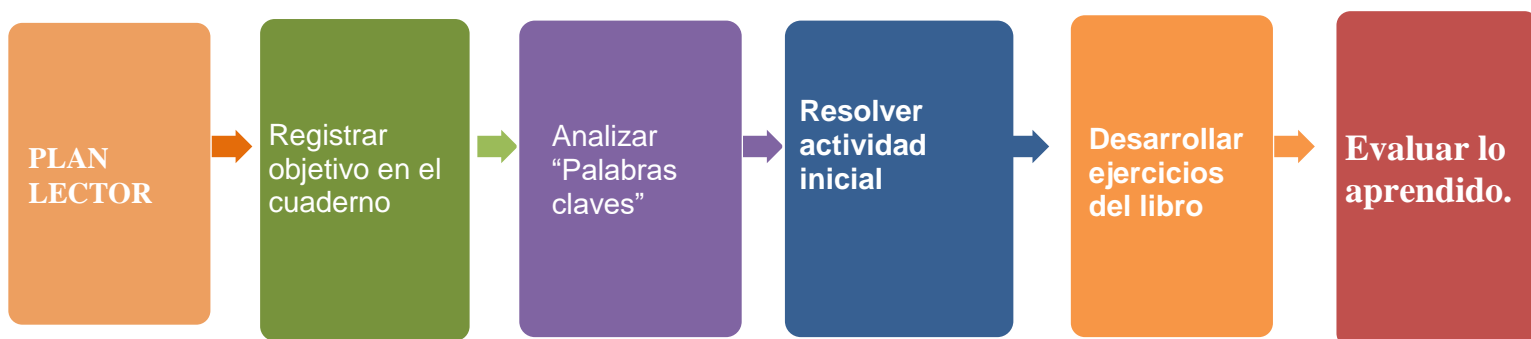 PLAN
LECTOR
Registrar
objetivo en el
cuaderno
Analizar
“Palabras
claves”
Resolver
actividad
inicial
Desarrollar
ejercicios
del libro
Evaluar lo
aprendido.